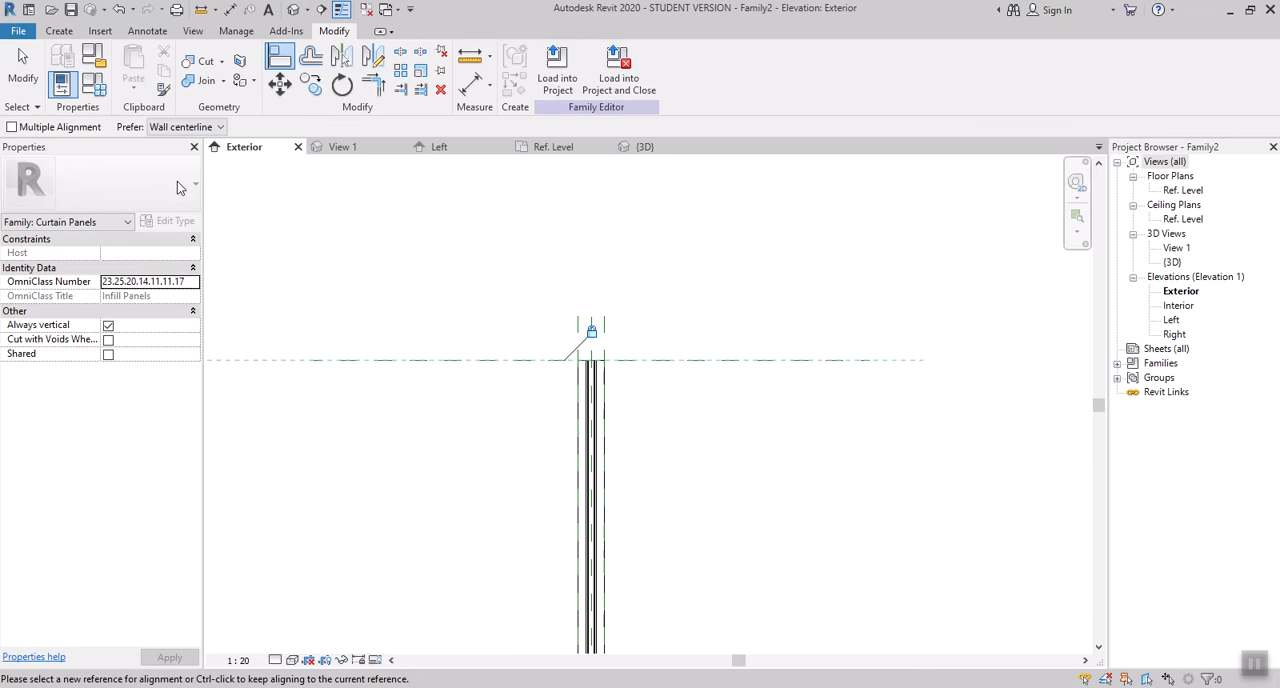 Autodesk Revit 2020 - STUDENT VERSION - Family2 - Elevation: Exterior
Sign In
File Create Insert Annotate View Manage Add-Ins Modify
Modify
Paste
Cut
Join
Load into Project
Load into Project and Close
Select Properties Clipboard Geometry Modify Measure Create Family Editor
Multiple Alignment Prefer: Wall centerline
Properties
Exterior View 1 Left Ref. Level {3D}
Project Browser - Family2
R
Family: Curtain Panels Edit Type
Constraints
Host
Identity Data
OmniClass Number 23.25.20.14.11.11.17
OmniClass Title Infill Panels
Other
Always vertical
Cut with Voids Whe...
Shared
Views (all)
Floor Plans
Ref. Level
Ceiling Plans
Ref. Level
3D Views
View 1
{3D}
Elevations (Elevation 1)
Exterior
Interior
Left
Right
Sheets (all)
Families
Groups
Revit Links
Properties help Apply
1 : 20
Please select a new reference for alignment or Ctrl-click to keep aligning to the current reference.
:0